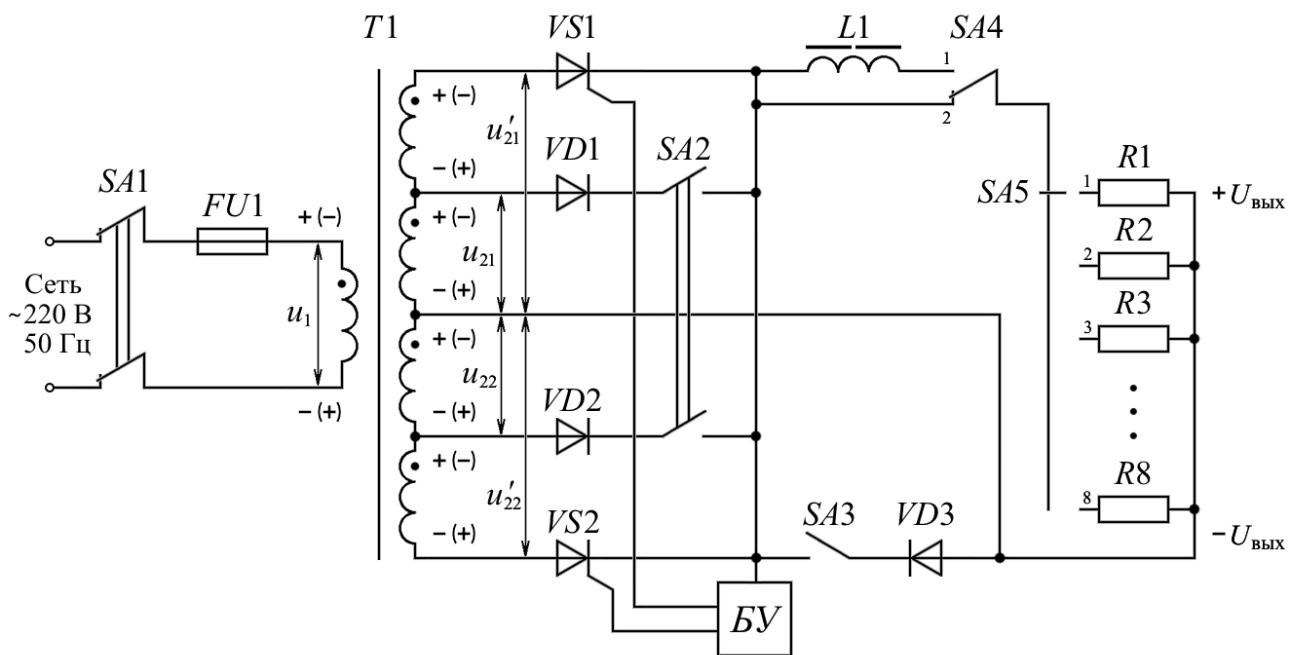 T1
VS1
L1
SA4
+ (–)
1
2
u′21
– (+)
VD1
SA2
SA1
FU1
+ (–)
+ (–)
SA5
1
R1
+ Uвых
Сеть
~220 В
50 Гц
u1
u21
– (+)
2
R2
3
R3
+ (–)
u22
– (+)
VD2
– (+)
+ (–)
u′22
– (+)
VS2
SA3
VD3
8
R8
– Uвых
БУ